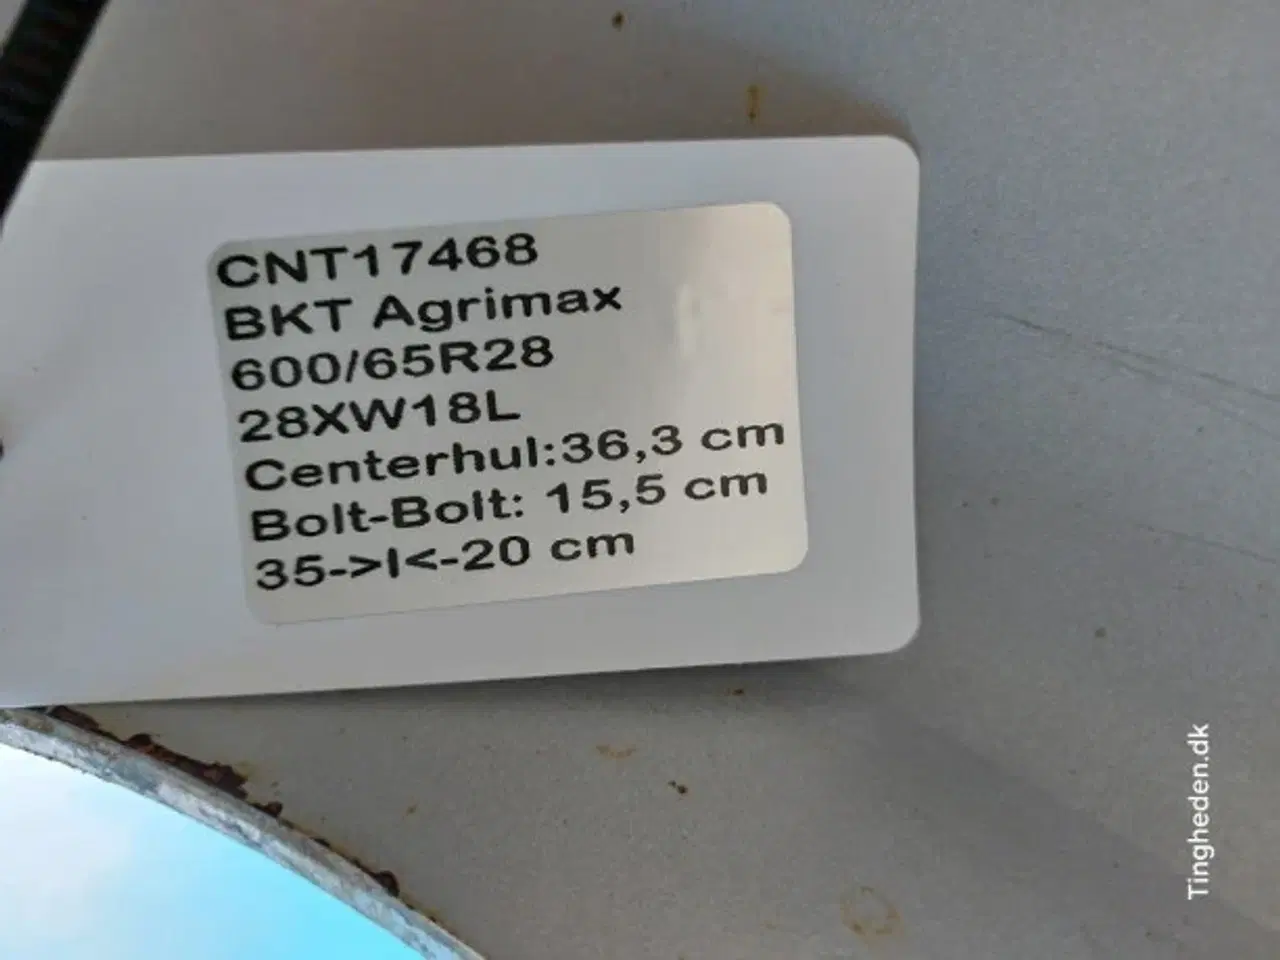 CNT17468
BKT Agrimax
600/65R28
28XW18L
Centerhul:36,3 cm
Bolt-Bolt: 15,5 cm
35->I<-20 cm
Tingheden.dk